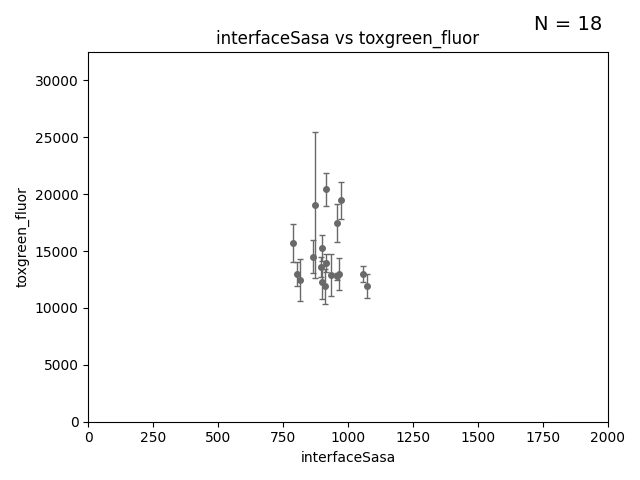 N = 18
interfaceSasa vs toxgreen_fluor
30000
25000
20000
15000
10000
5000
0
toxgreen_fluor
0 250 500 750 1000 1250 1500 1750 2000
interfaceSasa